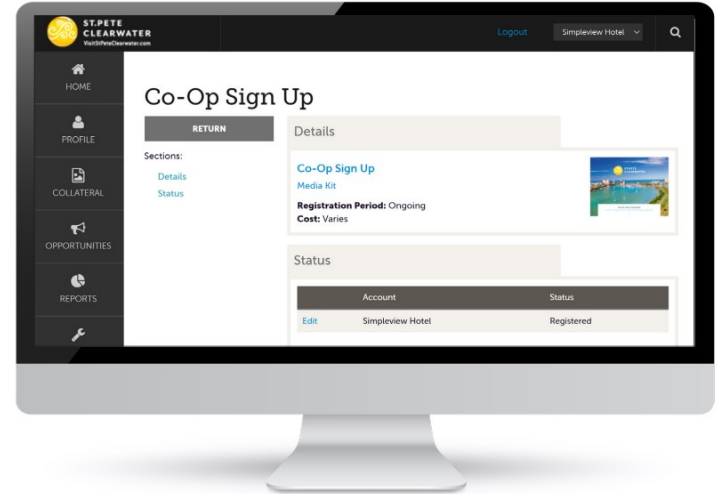 ST.PETE
CLEARWATER
VisitStPeteClearwater.com
Logout
Simpleview Hotel
HOME
PROFILE
COLLATERAL
OPPORTUNITIES
REPORTS
Co-Op Sign Up
RETURN
Sections:
Details
Status
Details
Co-Op Sign Up
Media Kit
Registration Period: Ongoing
Cost: Varies
Status
Account Status
Edit Simpleview Hotel Registered